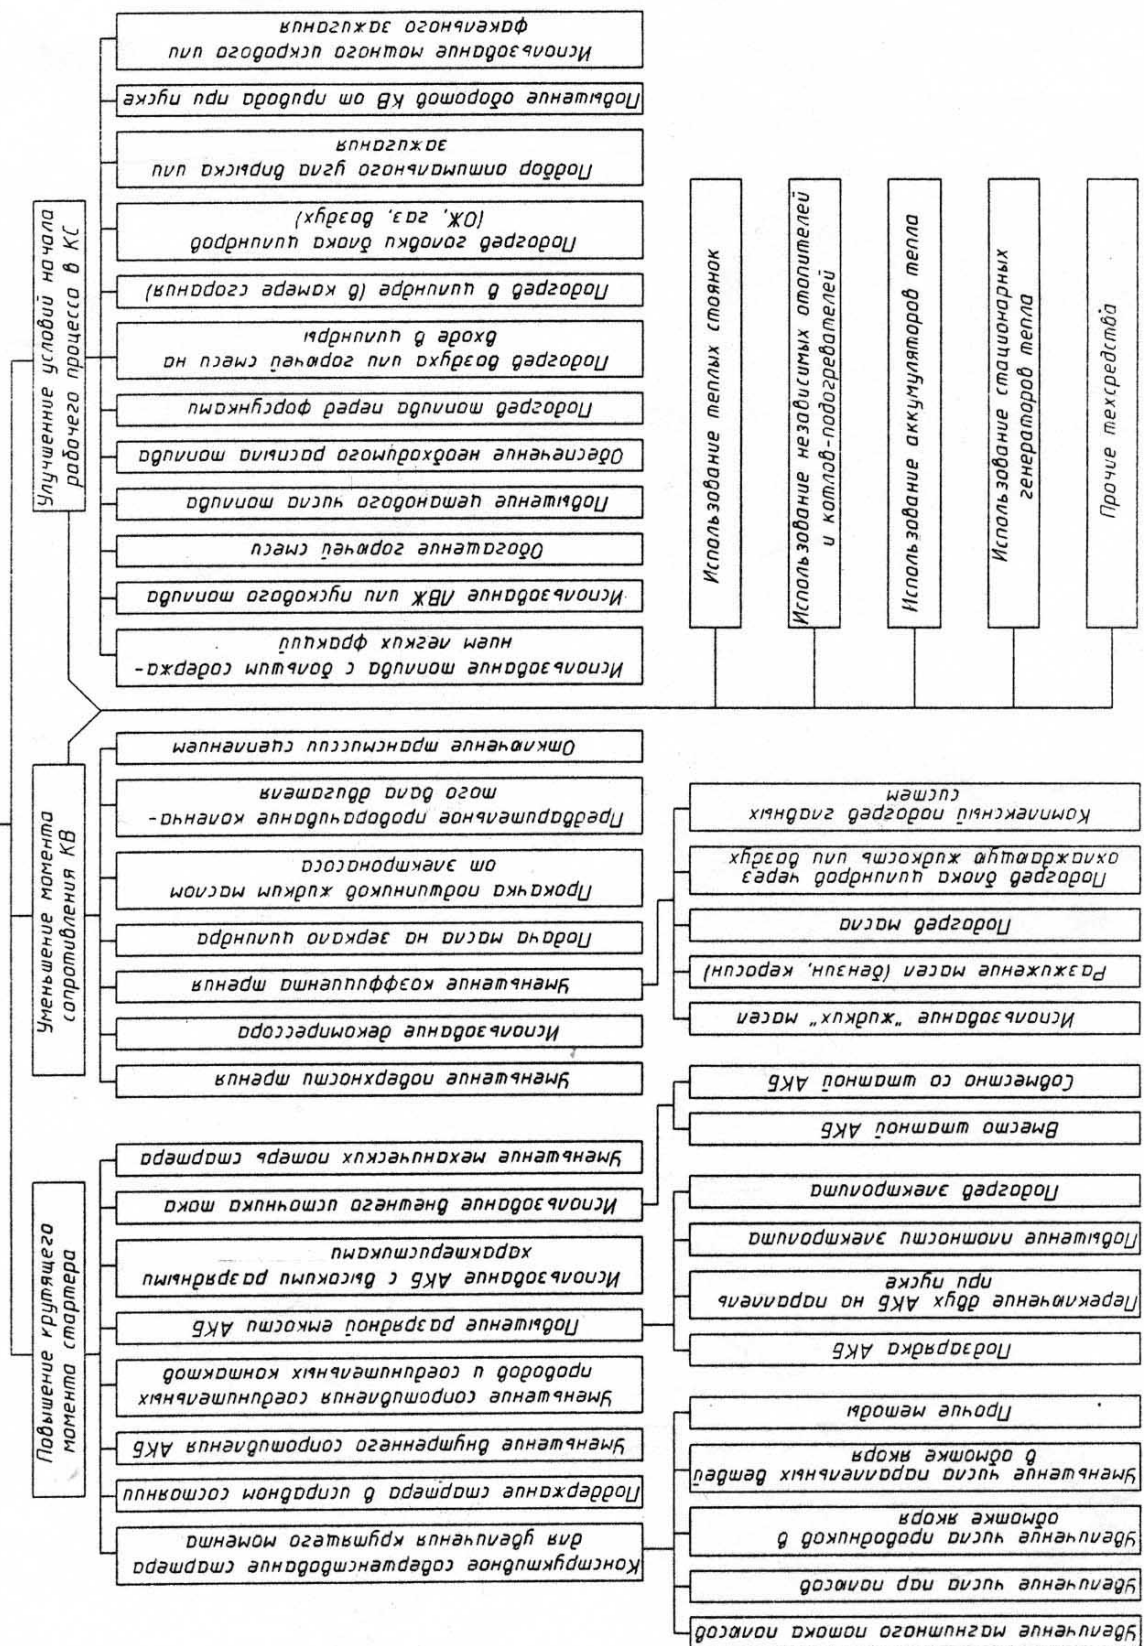 Повышение крутящего
момента стартера
Конструктивное совершенствование стартера
для увеличения крутящего момента
Увеличение магнитного потока полюсов
Увеличение числа пар полюсов
Увеличение числа проводников в
обмотке якоря
Уменьшение числа параллельных ветвей
в обмотке якоря
Прочие методы
Поддержание стартера в исправном состоянии
Уменьшение внутреннего сопротивления АКБ
Уменьшение сопротивления соединительных
проводов и соединительных контактов
Повышение разрядной емкости АКБ
Подзарядка АКБ
Переключение двух АКБ на параллель
при пуске
Повышение плотности электролита
Подогрев электролита
Использование АКБ с высокими разрядными
характеристиками
Использование внешнего источника тока
Вместо штатной АКБ
Совместно со штатной АКБ
Уменьшение механических потерь стартера
Уменьшение момента
сопротивления КВ
Уменьшение поверхности трения
Использование декомпрессора
Уменьшение коэффициента трения
Использование "жидких" масел
Разжижение масел (бензин, керосин)
Подогрев масла
Подогрев блока цилиндров через
охлаждающую жидкость или воздух
Комплексный подогрев главных
систем
Подача масла на зеркало цилиндра
Прокачка подшипников жидким маслом
от электронасоса
Предварительное проворачивание коленча-
того вала двигателя
Отключение трансмиссии сцеплением
Улучшение условий начала
рабочего процесса в КС
Использование топлива с большим содержа-
нием легких фракций
Использование ЛВЖ или пускового топлива
Обогащение горючей смеси
Повышение цетанового числа топлива
Обеспечение необходимого распыла топлива
Подогрев топлива перед форсунками
Подогрев воздуха или горючей смеси на
входе в цилиндры
Подогрев в цилиндре (в камере сгорания)
Подогрев головки блока цилиндров
(ОЖ, газ, воздух)
Подбор оптимального угла впрыска или
зажигания
Повышение оборотов КВ от привода при пуске
Использование мощного искрового или
факельного зажигания
Использование теплых стоянок
Использование независимых отопителей
и котлов-подогревателей
Использование аккумуляторов тепла
Использование стационарных
генераторов тепла
Прочие техсредства